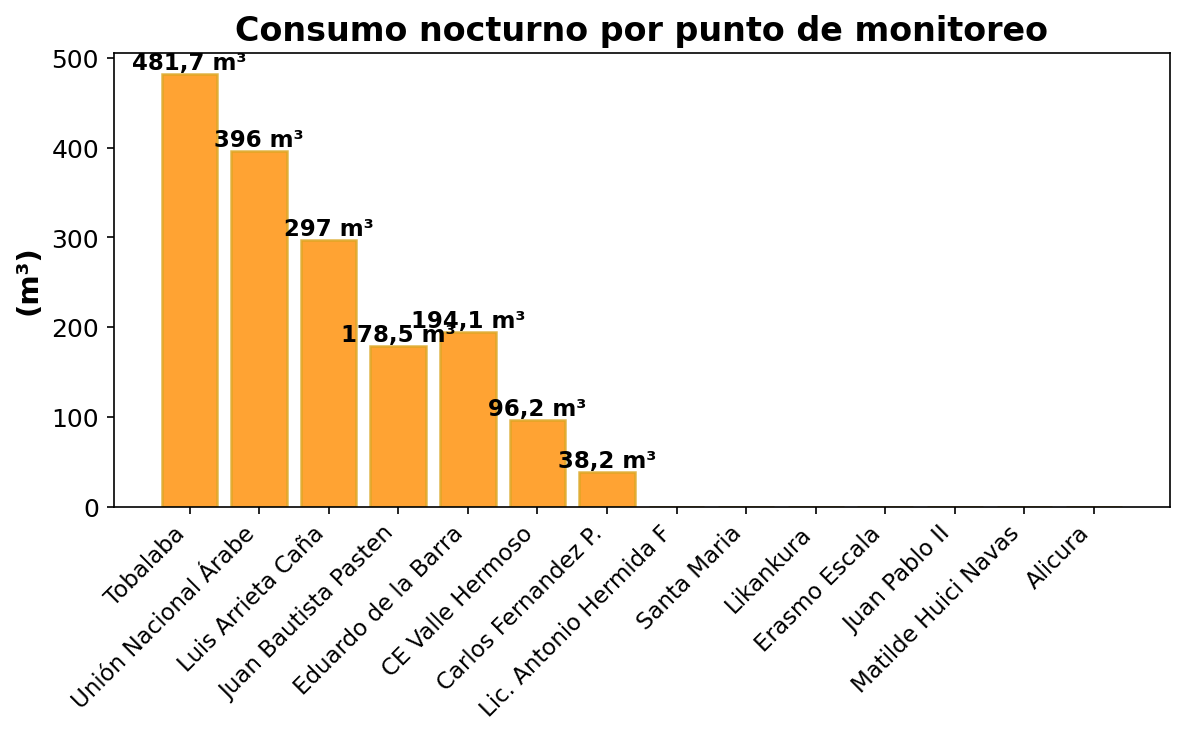 Consumo nocturno por punto de monitoreo
(m³)
500
400
300
200
100
0
481,7 m³
396 m³
297 m³
178,5 m³
194,1 m³
96,2 m³
38,2 m³
Tobalaba
Unión Nacional Árabe
Luis Arrieta Caña
Juan Bautista Pasten
Eduardo de la Barra
CE Valle Hermoso
Carlos Fernandez P.
Lic. Antonio Hermida F
Santa Maria
Likankura
Erasmo Escala
Juan Pablo II
Matilde Huici Navas
Alicura